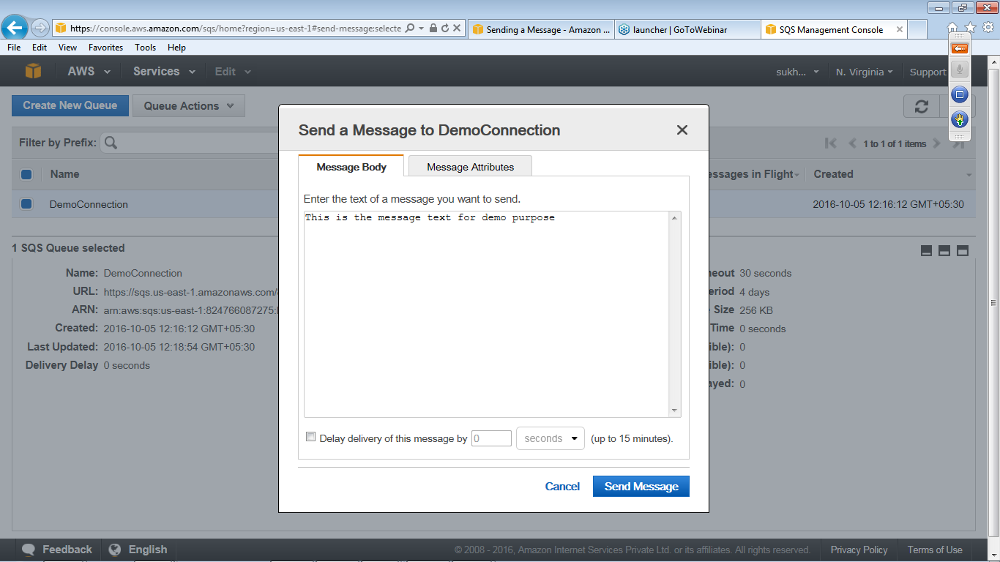 https://console.aws.amazon.com/sqs/home?region=us-east-1#send-message:selecte
Sending a Message - Amazon ...
launcher | GoToWebinar
SQS Management Console
File Edit View Favorites Tools Help
AWS Services Edit sukh... N. Virginia Support
Create New Queue Queue Actions
Filter by Prefix: 1 to 1 of 1 items
Name essages in Flight Created
DemoConnection 2016-10-05 12:16:12 GMT+05:30
1 SQS Queue selected
Name: DemoConnection
URL: https://sqs.us-east-1.amazonaws.com/
ARN: arn:aws:sqs:us-east-1:824766087275:
Created: 2016-10-05 12:16:12 GMT+05:30
Last Updated: 2016-10-05 12:18:54 GMT+05:30
Delivery Delay 0 seconds
Send a Message to DemoConnection
Message Body Message Attributes
Enter the text of a message you want to send.
This is the message text for demo purpose
Delay delivery of this message by 0 seconds (up to 15 minutes).
Cancel Send Message
eout 30 seconds
eriod 4 days
Size 256 KB
Time 0 seconds
ible): 0
ible): 0
ayed: 0
Feedback English © 2008 - 2016, Amazon Internet Services Private Ltd. or its affiliates. All rights reserved. Privacy Policy Terms of Use